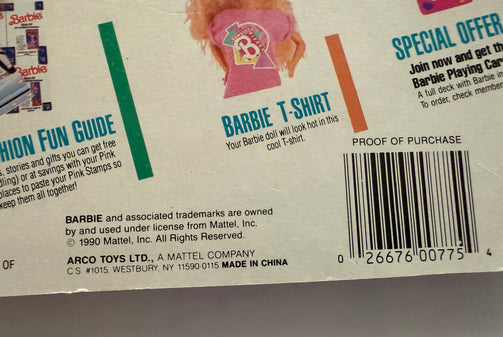 Barbie
Barbie
B
SPECIAL OFFER
Join now and get th
Barbie Playing Car
A full deck with Barbie
To order, check member
BARBIE T-SHIRT
Your Barbie doll will look hot in this
cool T-shirt.
HION FUN GUIDE
s, stories and gifts you can get free
dling) or at savings with your Pink
places to paste your Pink Stamps so
keep them all together!
PROOF OF PURCHASE
0 26676 00775 4
BARBIE and associated trademarks are owned
by and used under license from Mattel, Inc.
© 1990 Mattel, Inc. All Rights Reserved.
OF
ARCO TOYS LTD., A MATTEL COMPANY
C S #1015, WESTBURY, NY 11590-0115 MADE IN CHINA